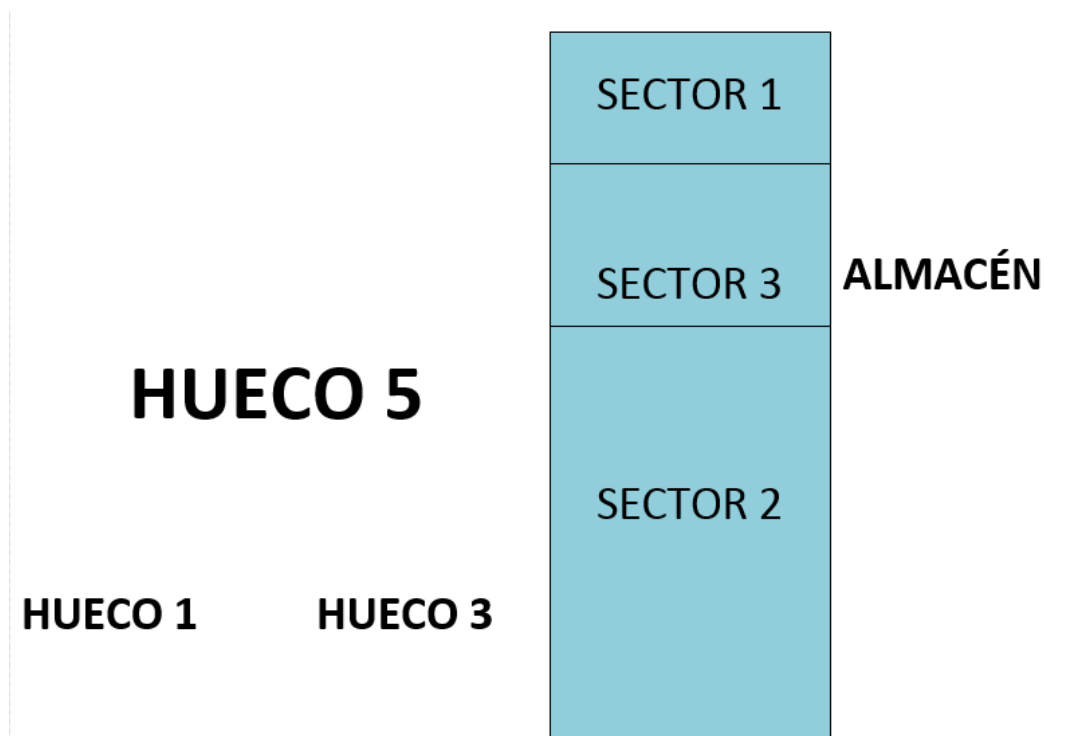 SECTOR 1
SECTOR 3
ALMACÉN
HUECO 5
SECTOR 2
HUECO 1
HUECO 3